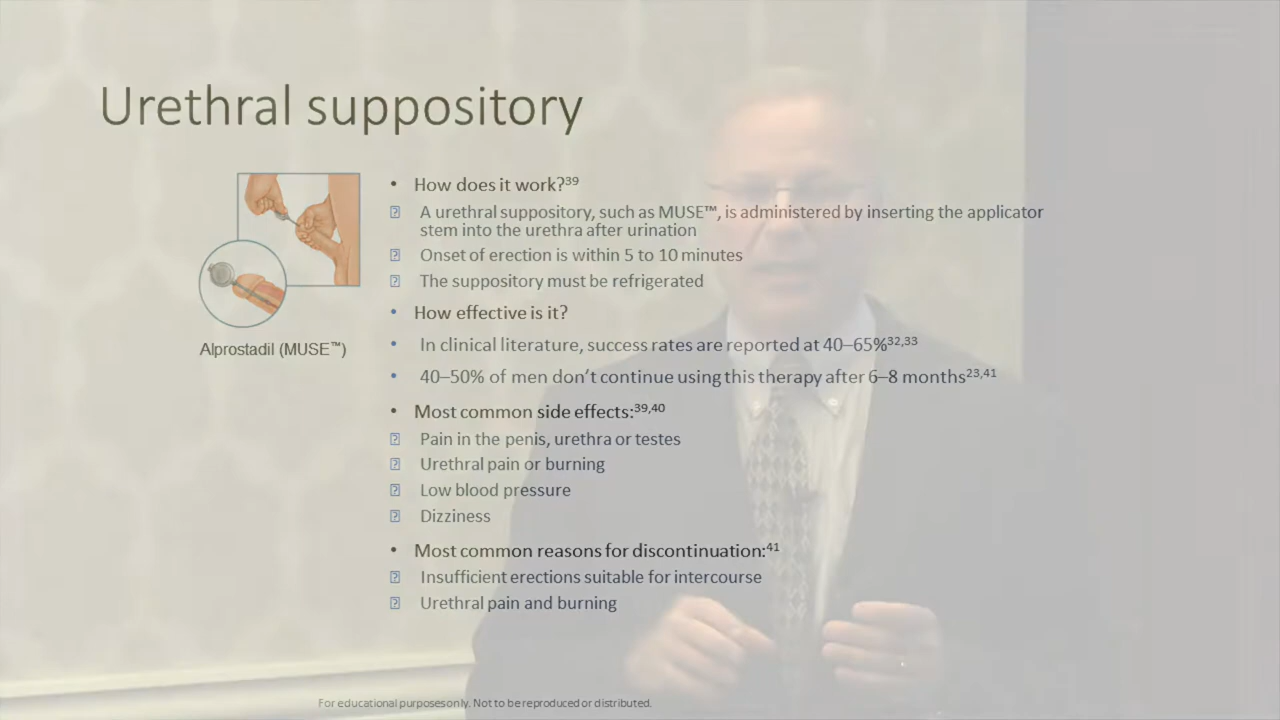 Urethral suppository
• How does it work?39
A urethral suppository, such as MUSE™, is administered by inserting the applicator
stem into the urethra after urination
Onset of erection is within 5 to 10 minutes
The suppository must be refrigerated
• How effective is it?
• In clinical literature, success rates are reported at 40–65%32,33
• 40–50% of men don’t continue using this therapy after 6–8 months23,41
• Most common side effects:39,40
Pain in the penis, urethra or testes
Urethral pain or burning
Low blood pressure
Dizziness
• Most common reasons for discontinuation:41
Insufficient erections suitable for intercourse
Urethral pain and burning
Alprostadil (MUSE™)
For educational purposes only. Not to be reproduced or distributed.